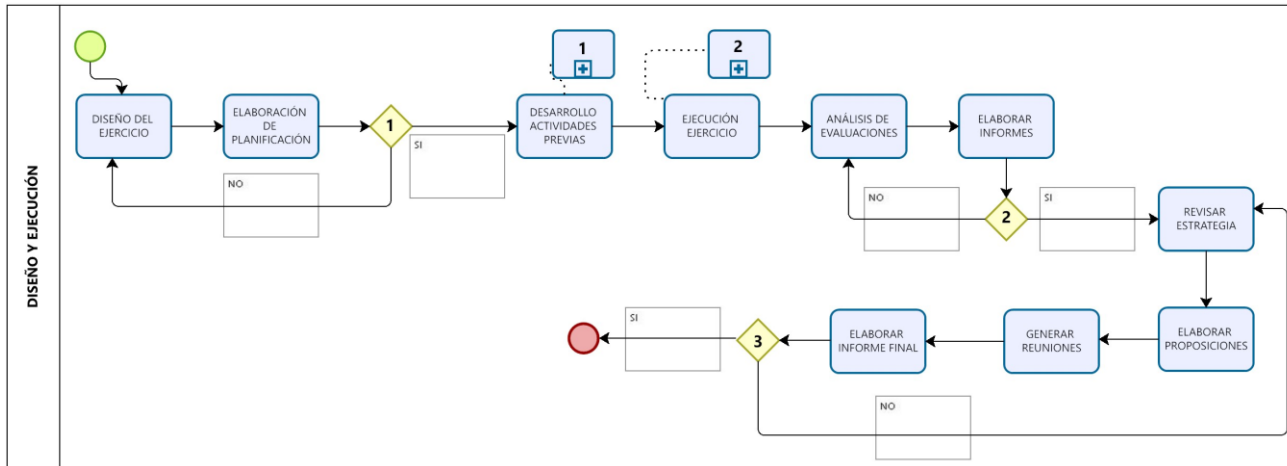 DISEÑO Y EJECUCIÓN
1
2
DISEÑO DEL
EJERCICIO
ELABORACIÓN
DE
PLANIFICACIÓN
1
SI
NO
DESARROLLO
ACTIVIDADES
PREVIAS
EJECUCIÓN
EJERCICIO
ANÁLISIS DE
EVALUACIONES
ELABORAR
INFORMES
NO
2
SI
REVISAR
ESTRATEGIA
ELABORAR
PROPOSICIONES
GENERAR
REUNIONES
ELABORAR
INFORME FINAL
3
SI
NO